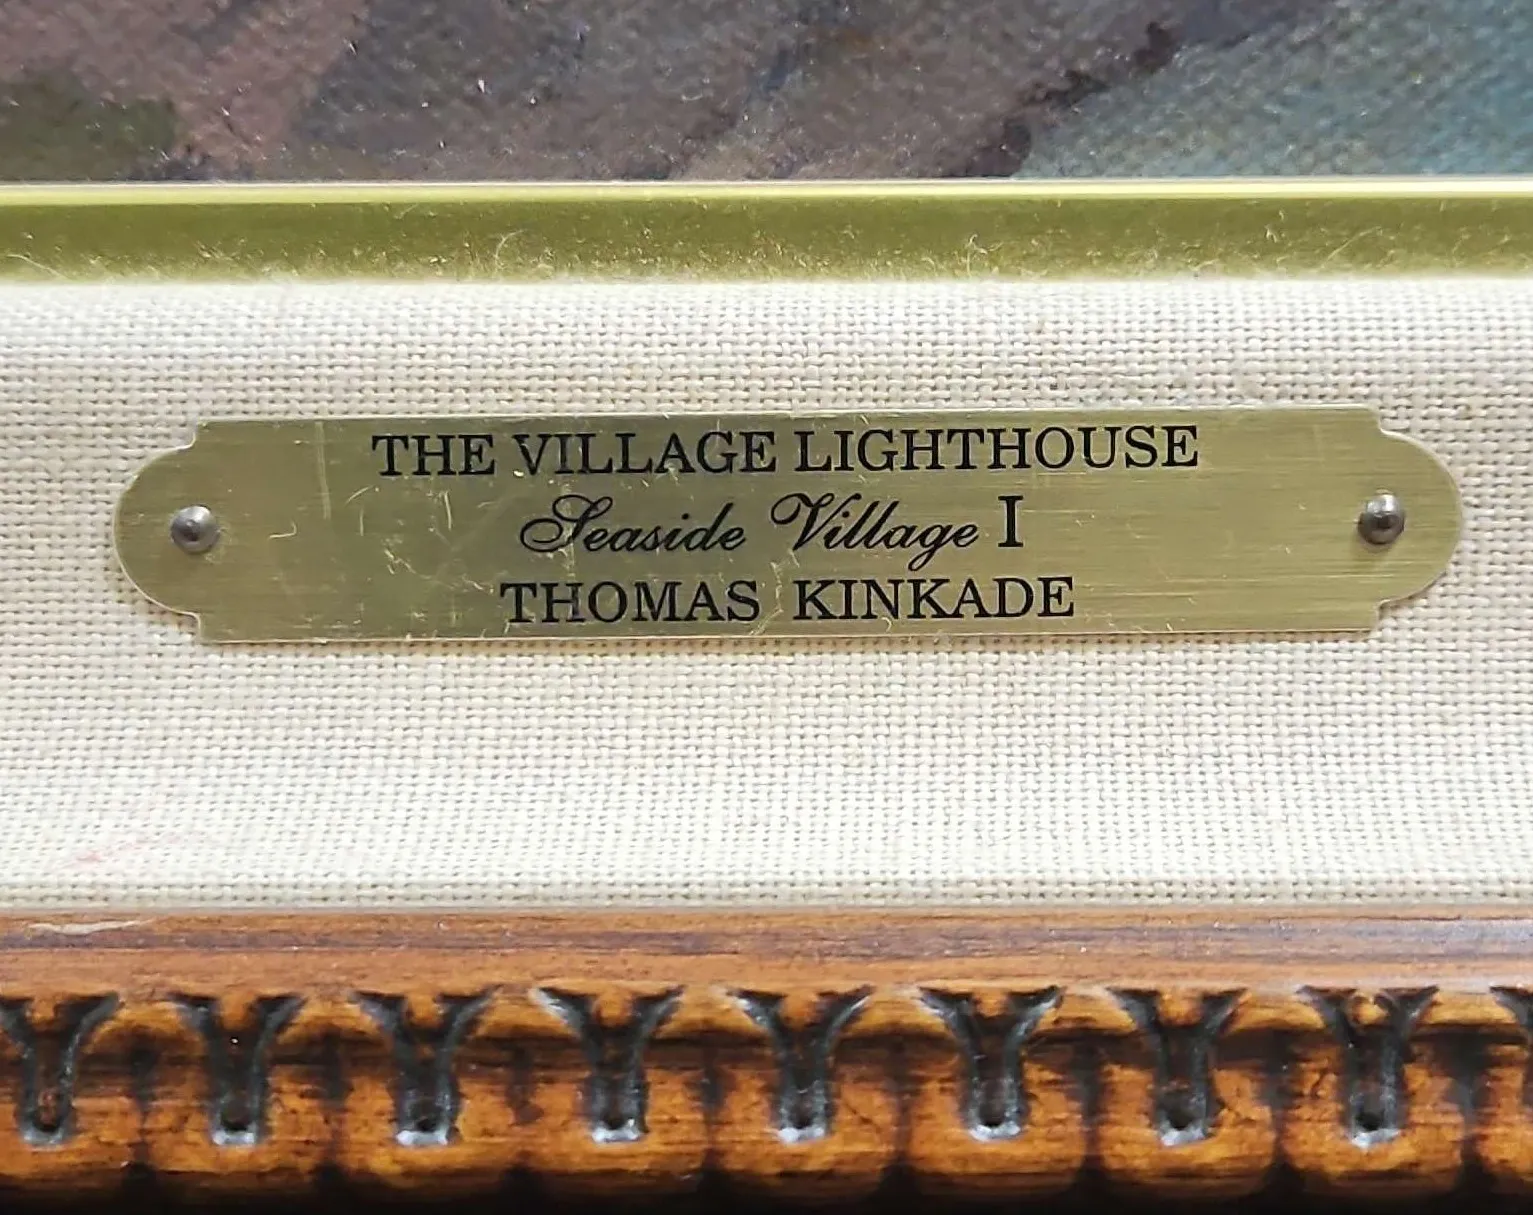 THE VILLAGE LIGHTHOUSE
Seaside Village I
THOMAS KINKADE